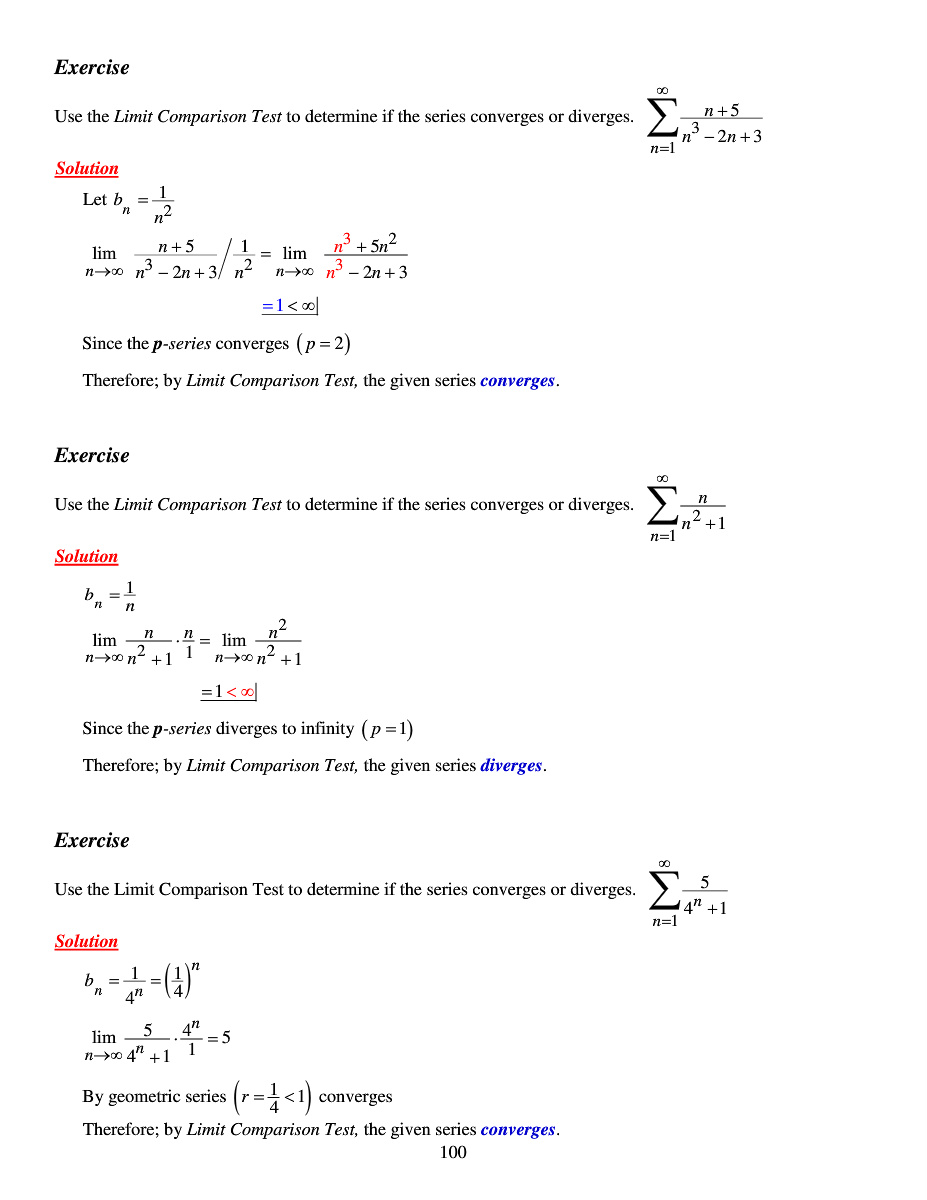 Exercise
Use the Limit Comparison Test to determine if the series converges or diverges. $\sum_{n=1}^{\infty} \frac{n+5}{n^3-2n+3}$
Solution
Let $b_n = \frac{1}{n^2}$
$\lim_{n\to\infty} \frac{n+5}{n^3-2n+3} \Big/ \frac{1}{n^2} = \lim_{n\to\infty} \frac{n^3+5n^2}{n^3-2n+3}$
$= 1 < \infty|$
Since the p-series converges $(p=2)$
Therefore; by Limit Comparison Test, the given series converges.
Exercise
Use the Limit Comparison Test to determine if the series converges or diverges. $\sum_{n=1}^{\infty} \frac{n}{n^2+1}$
Solution
$b_n = \frac{1}{n}$
$\lim_{n\to\infty} \frac{n}{n^2+1} \cdot \frac{n}{1} = \lim_{n\to\infty} \frac{n^2}{n^2+1}$
$= 1 < \infty|$
Since the p-series diverges to infinity $(p=1)$
Therefore; by Limit Comparison Test, the given series diverges.
Exercise
Use the Limit Comparison Test to determine if the series converges or diverges. $\sum_{n=1}^{\infty} \frac{5}{4^n+1}$
Solution
$b_n = \frac{1}{4^n} = \left(\frac{1}{4}\right)^n$
$\lim_{n\to\infty} \frac{5}{4^n+1} \cdot \frac{4^n}{1} = 5$
By geometric series $\left(r = \frac{1}{4} < 1\right)$ converges
Therefore; by Limit Comparison Test, the given series converges.
100